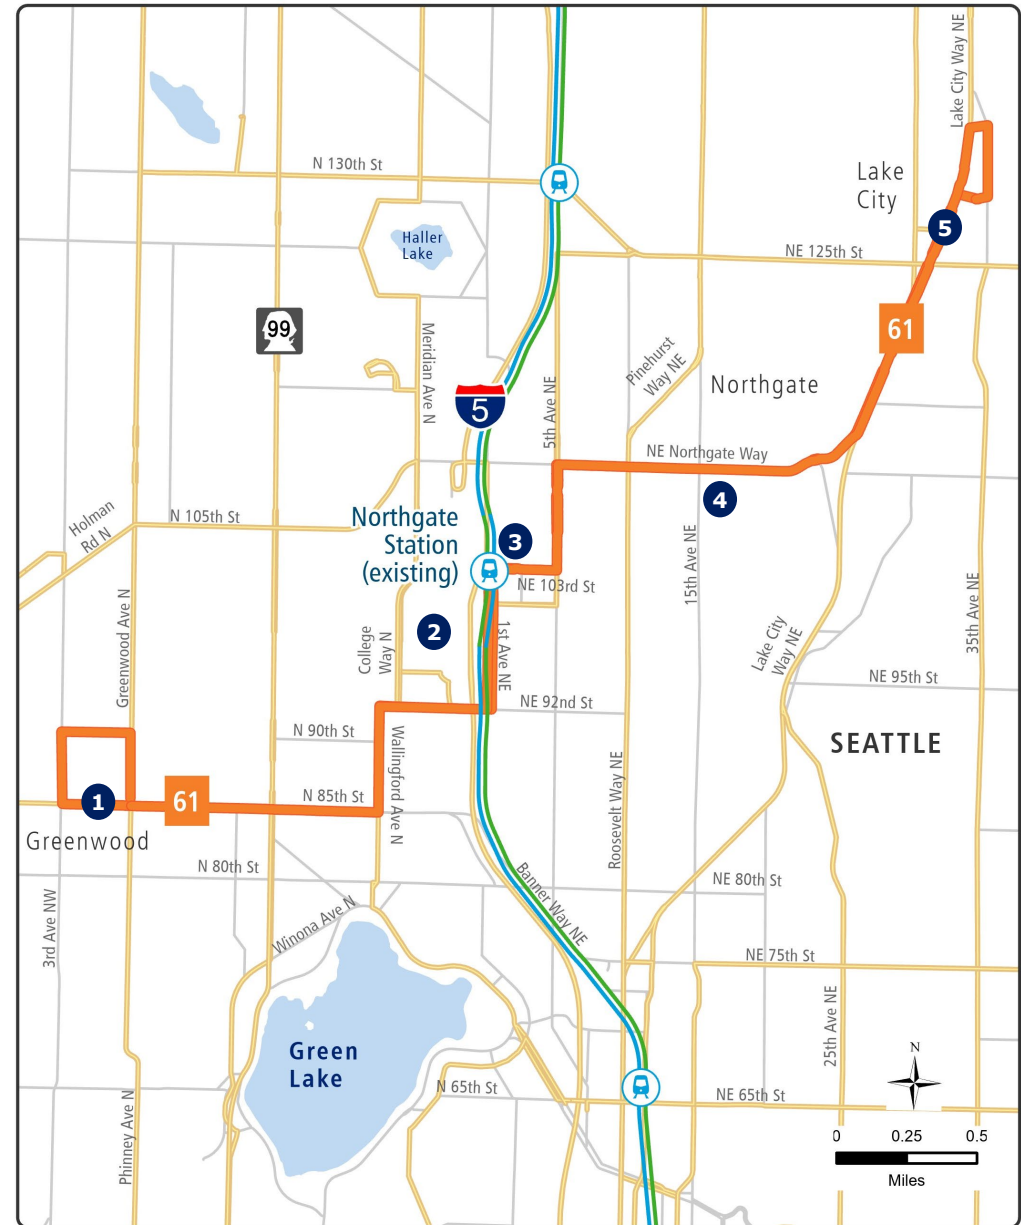 Lake City Way NE
N 130th St
Lake
City
5
Haller
Lake
NE 125th St
99
61
Meridian Ave N
Pinehurst
Way NE
Northgate
5
5th Ave NE
NE Northgate Way
4
Holman
Rd N
N 105th St
Northgate
Station
(existing)
3
NE 103rd St
15th Ave NE
35th Ave NE
Greenwood Ave N
College
Way N
2
1st Ave NE
Lake City
Way NE
NE 95th St
NE 92nd St
N 90th St
Wallingford Ave N
SEATTLE
1
61
N 85th St
Roosevelt Way NE
Greenwood
N 80th St
Banner Way NE
NE 80th St
3rd Ave NW
Winona Ave N
NE 75th St
25th Ave NE
Green
Lake
N
N 65th St
NE 65th St
Phinney Ave N
0 0.25 0.5
Miles